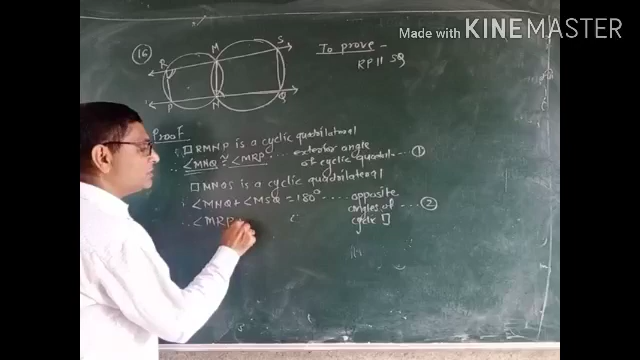 Made with KINEMASTER
(16)
To prove -
RP || SQ
M
S
R
P
N
Q
Proof
□ RMNP is a cyclic quadrilateral
∴ ∠MNQ ≅ ∠MRP ... exterior angle of cyclic quadril ... ①
□ MNQS is a cyclic quadrilateral
∴ ∠MNQ + ∠MSQ = 180° ... opposite angles of cyclic □ ... ②
∴ ∠MRP +